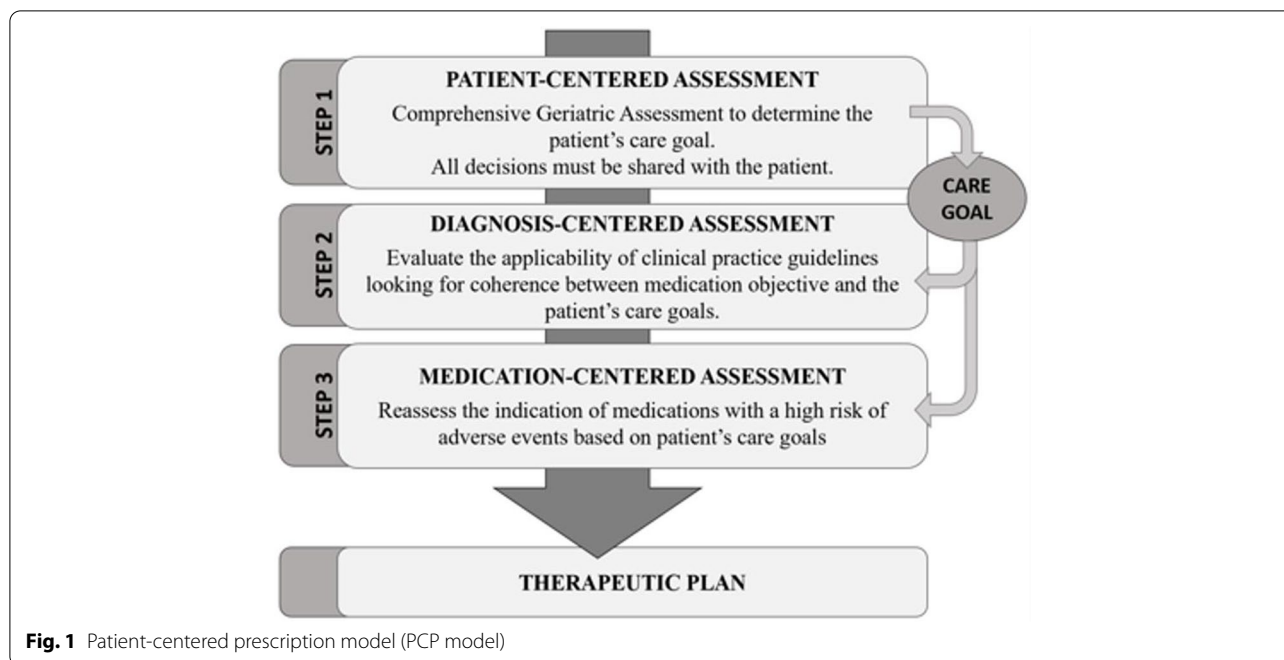 STEP 1
PATIENT-CENTERED ASSESSMENT
Comprehensive Geriatric Assessment to determine the
patient's care goal.
All decisions must be shared with the patient.
CARE
GOAL
STEP 2
DIAGNOSIS-CENTERED ASSESSMENT
Evaluate the applicability of clinical practice guidelines
looking for coherence between medication objective and the
patient's care goals.
STEP 3
MEDICATION-CENTERED ASSESSMENT
Reassess the indication of medications with a high risk of
adverse events based on patient's care goals
THERAPEUTIC PLAN
Fig. 1 Patient-centered prescription model (PCP model)